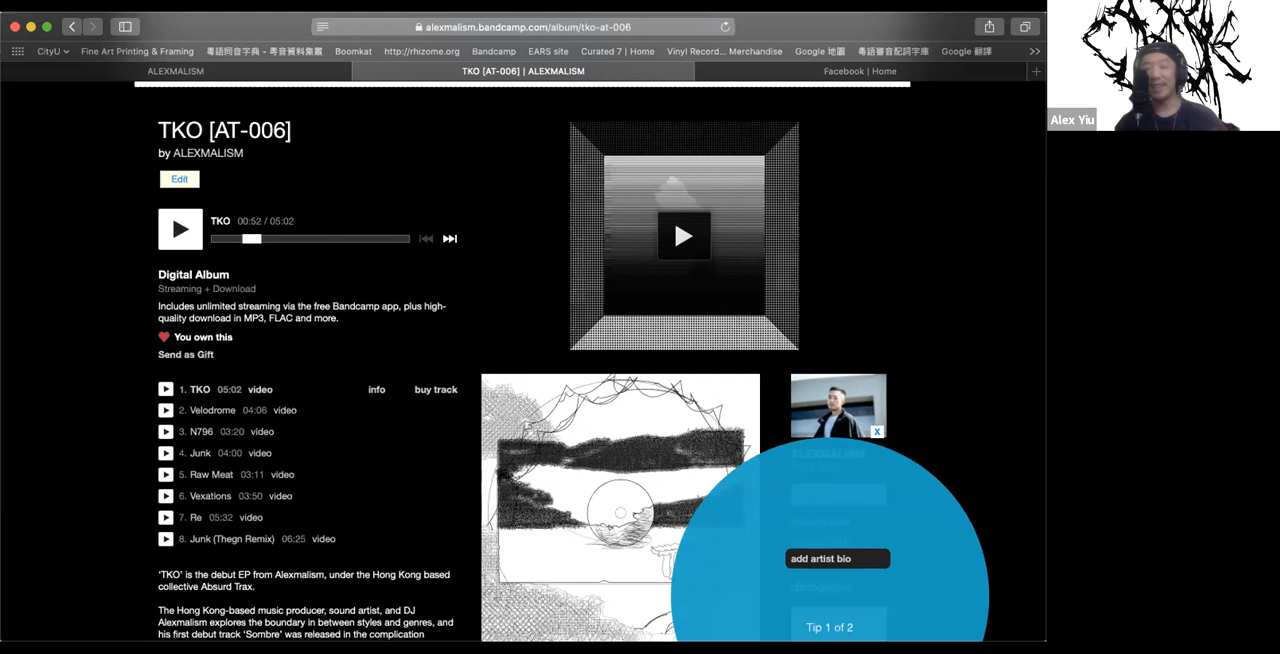 alexmalism.bandcamp.com/album/tko-at-006
CityU
Fine Art Printing & Framing
粵語同音字典 - 粵音資料集叢
Boomkat
http://rhizome.org
Bandcamp
EARS site
Curated 7 | Home
Vinyl Record... Merchandise
Google 地圖
粵語審音配詞字庫
Google 翻譯
ALEXMALISM
TKO [AT-006] | ALEXMALISM
Facebook | Home
Alex Yiu
TKO [AT-006]
by ALEXMALISM
Edit
TKO 00:52 / 05:02
Digital Album
Streaming + Download
Includes unlimited streaming via the free Bandcamp app, plus high-
quality download in MP3, FLAC and more.
You own this
Send as Gift
1. TKO 05:02 video info buy track
2. Velodrome 04:06 video
3. N796 03:20 video
4. Junk 04:00 video
5. Raw Meat 03:11 video
6. Vexations 03:50 video
7. Re 05:32 video
8. Junk (Thegn Remix) 06:25 video
'TKO' is the debut EP from Alexmalism, under the Hong Kong based
collective Absurd Trax.
The Hong Kong-based music producer, sound artist, and DJ
Alexmalism explores the boundary in between styles and genres, and
his first debut track 'Sombre' was released in the complication
X
ALEXMALISM
add artist bio
discography
Tip 1 of 2